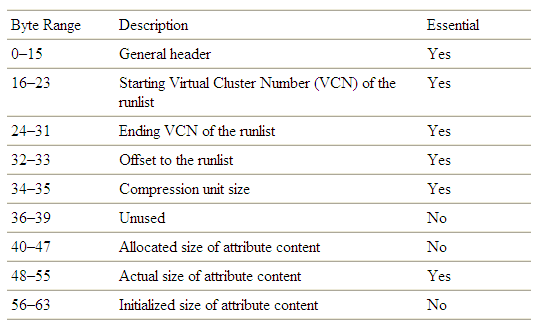 Byte Range Description Essential
0–15 General header Yes
16–23 Starting Virtual Cluster Number (VCN) of the Yes
runlist
24–31 Ending VCN of the runlist Yes
32–33 Offset to the runlist Yes
34–35 Compression unit size Yes
36–39 Unused No
40–47 Allocated size of attribute content No
48–55 Actual size of attribute content Yes
56–63 Initialized size of attribute content No